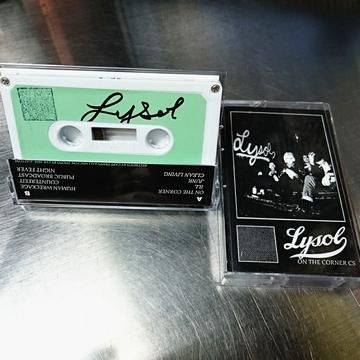 Lysol
A
ON THE CORNER
ILL
JUNK
CLEAN LIVING
B
HUMAN WRECKAGE
COUNTERFEIT
PUBLIC BROADCAST
NIGHT FEVER
Lysol
Lysol
ON THE CORNER CS